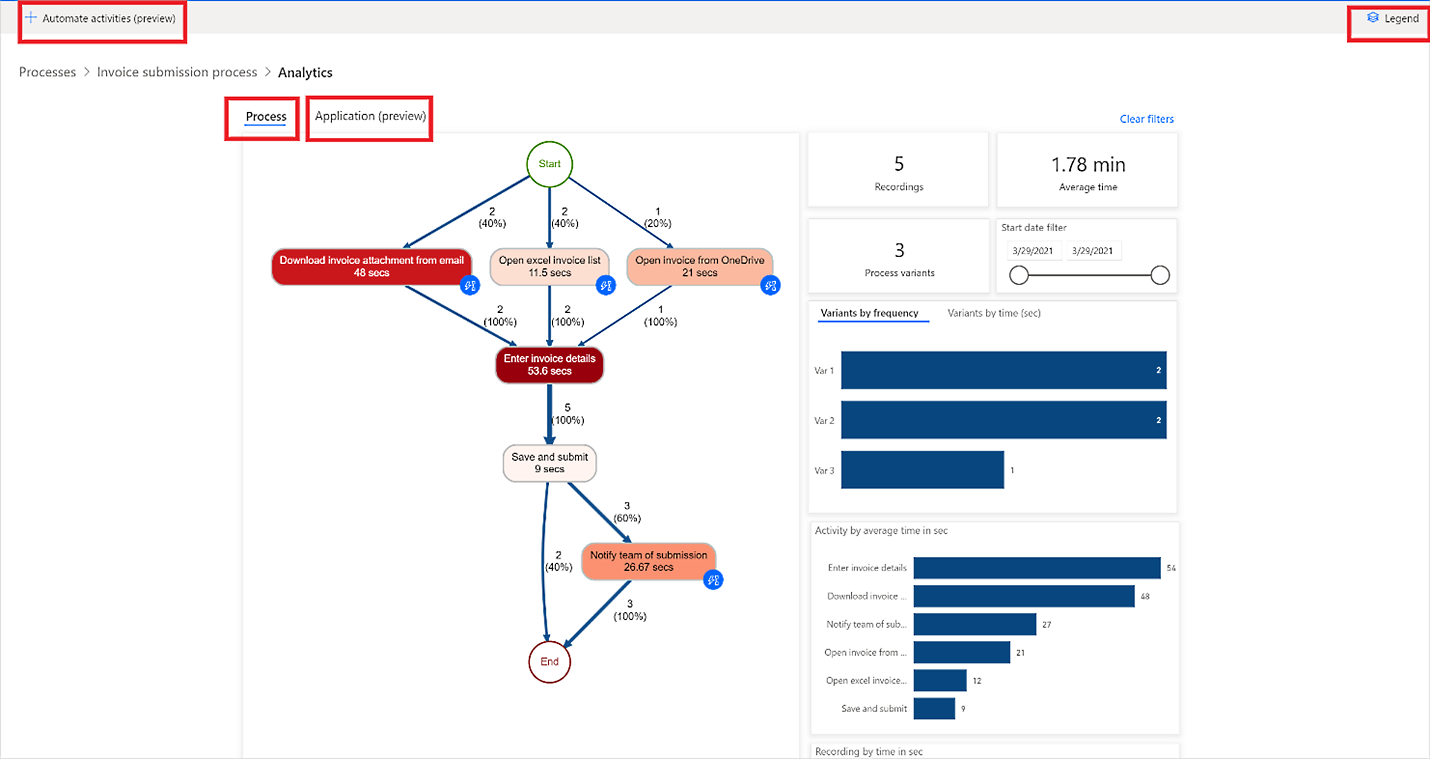 Automate activities (preview)
Legend
Processes > Invoice submission process > Analytics
Process
Application (preview)
Clear filters
Start
2
(40%)
2
(40%)
1
(20%)
Download invoice attachment from email
48 secs
Open excel invoice list
11.5 secs
Open invoice from OneDrive
21 secs
2
(100%)
2
(100%)
1
(100%)
Enter invoice details
53.6 secs
5
(100%)
Save and submit
9 secs
3
(60%)
2
(40%)
Notify team of submission
26.67 secs
3
(100%)
End
5
Recordings
1.78 min
Average time
3
Process variants
Start date filter
3/29/2021
3/29/2021
Variants by frequency
Variants by time (sec)
Var 1
2
Var 2
2
Var 3
1
Activity by average time in sec
Enter invoice details
54
Download invoice ...
48
Notify team of sub...
27
Open invoice from ...
21
Open excel invoice...
12
Save and submit
9
Recording by time in sec